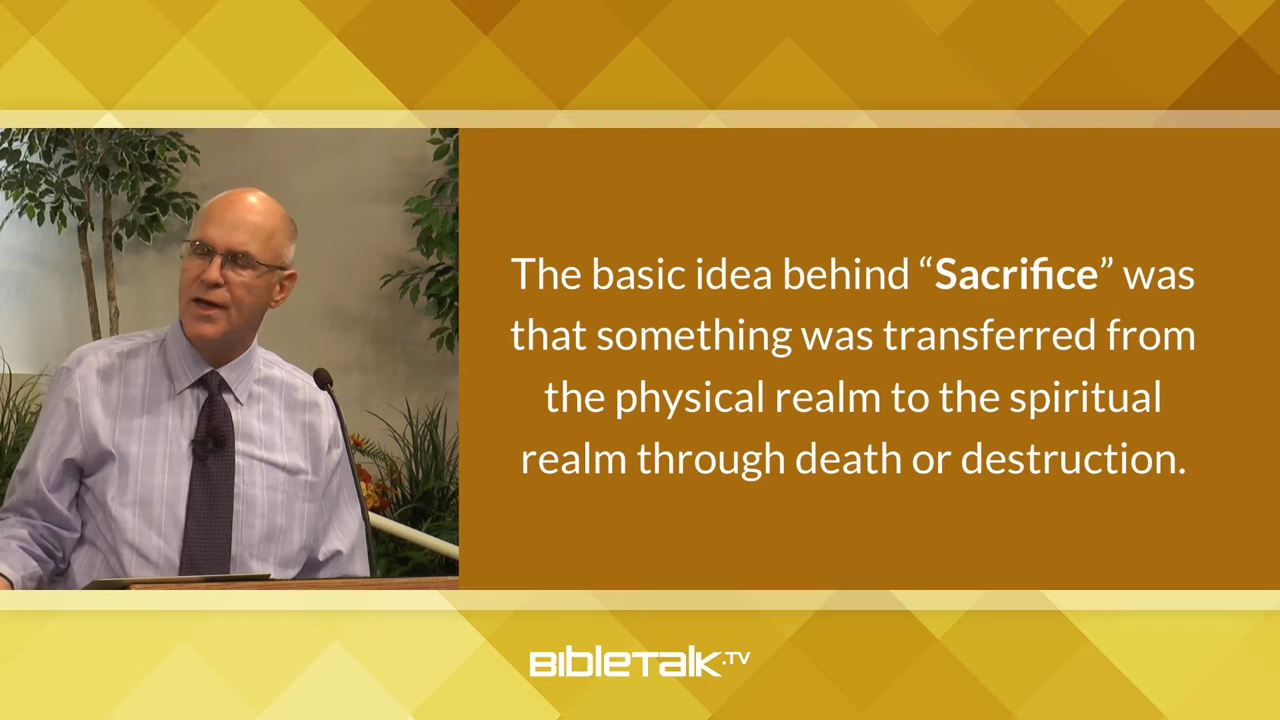 The basic idea behind “Sacrifice” was
that something was transferred from
the physical realm to the spiritual
realm through death or destruction.
BibleTalk.TV